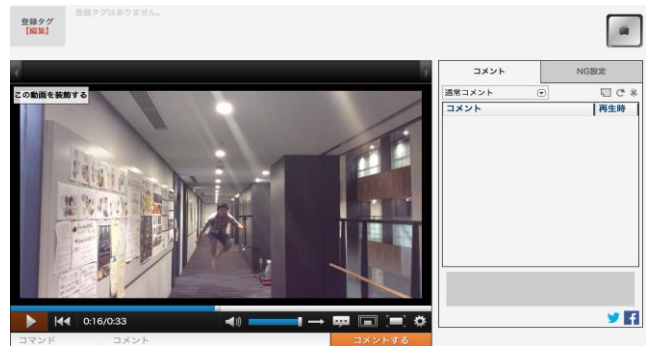 登録タグ
【編集】
登録タグはありません。
この動画を装飾する
0:16/0:33
コマンド
コメント
コメントする
コメント
NG設定
通常コメント
コメント
再生時